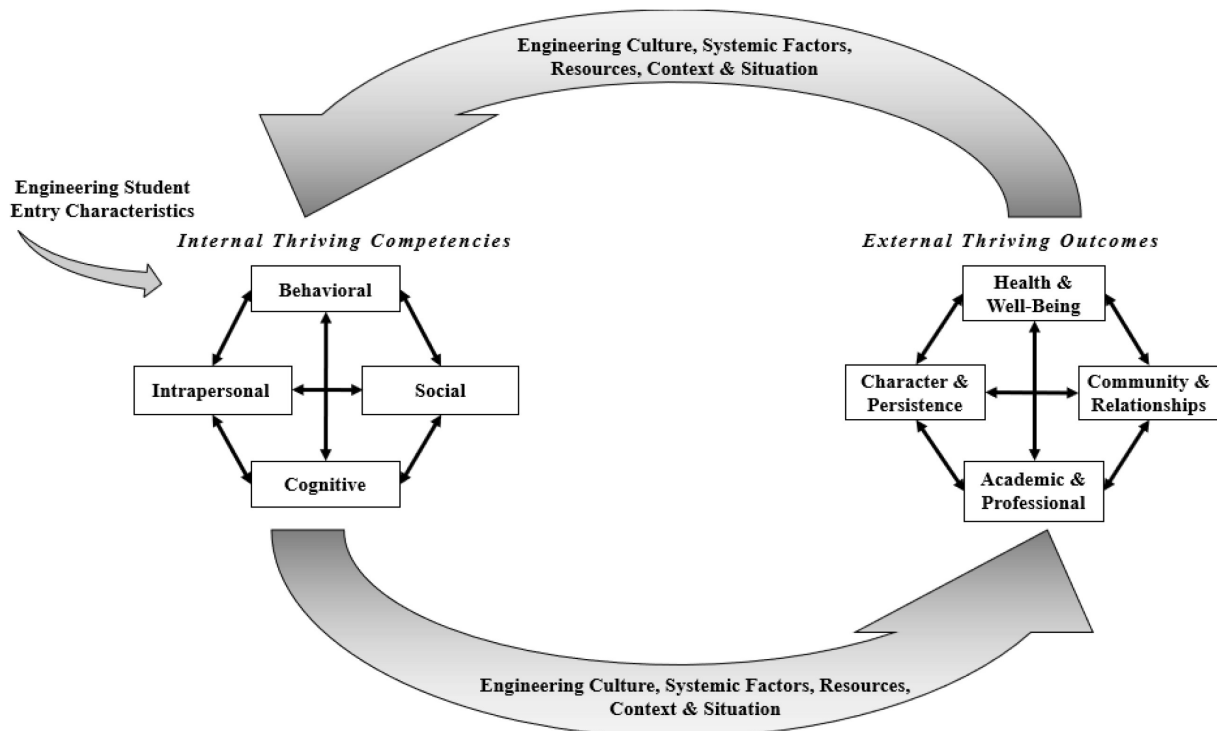 Engineering Culture, Systemic Factors,
Resources, Context & Situation
Engineering Student
Entry Characteristics
Internal Thriving Competencies
Behavioral
Intrapersonal
Social
Cognitive
External Thriving Outcomes
Health &
Well-Being
Character &
Persistence
Community &
Relationships
Academic &
Professional
Engineering Culture, Systemic Factors, Resources,
Context & Situation